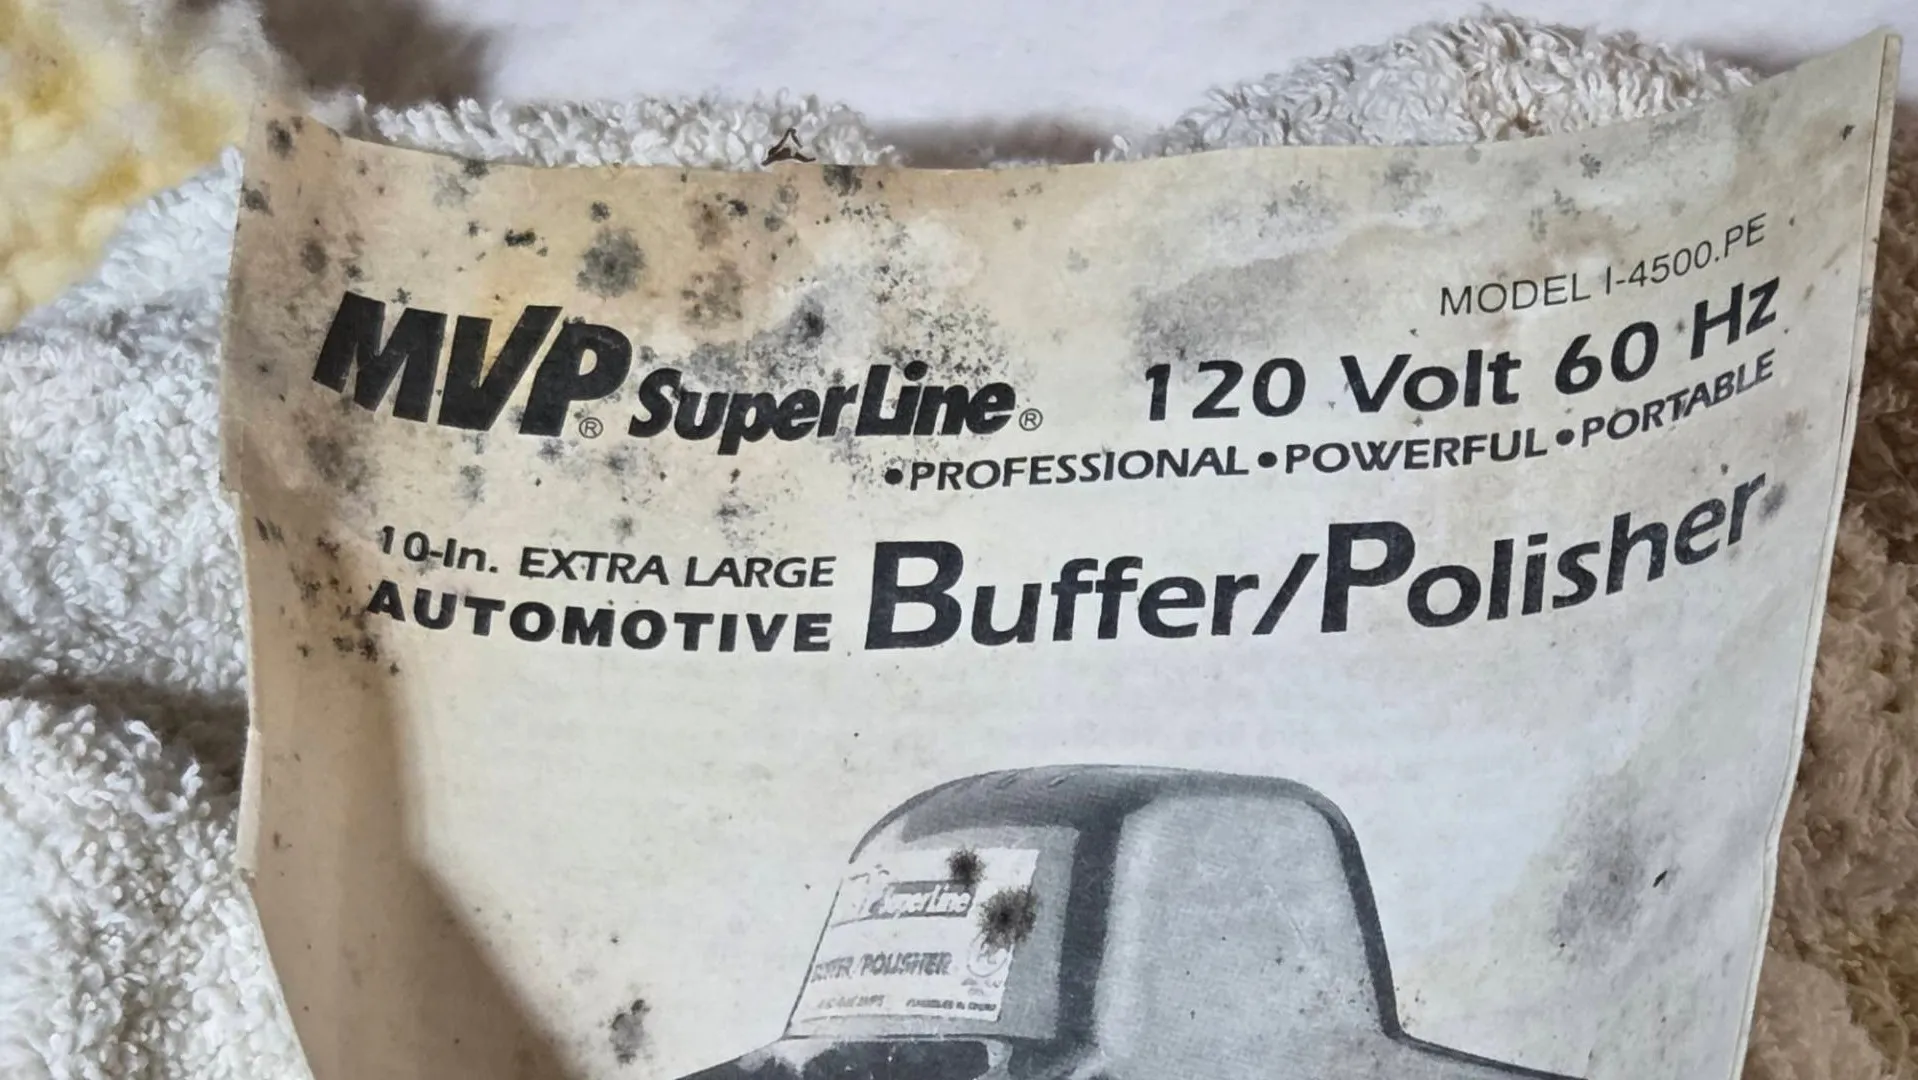 MODEL I-4500.PE
MVP® SuperLine® 120 Volt 60 Hz
•PROFESSIONAL•POWERFUL•PORTABLE
10-In. EXTRA LARGE
AUTOMOTIVE Buffer/Polisher
SuperLine
BUFFER/POLISHER